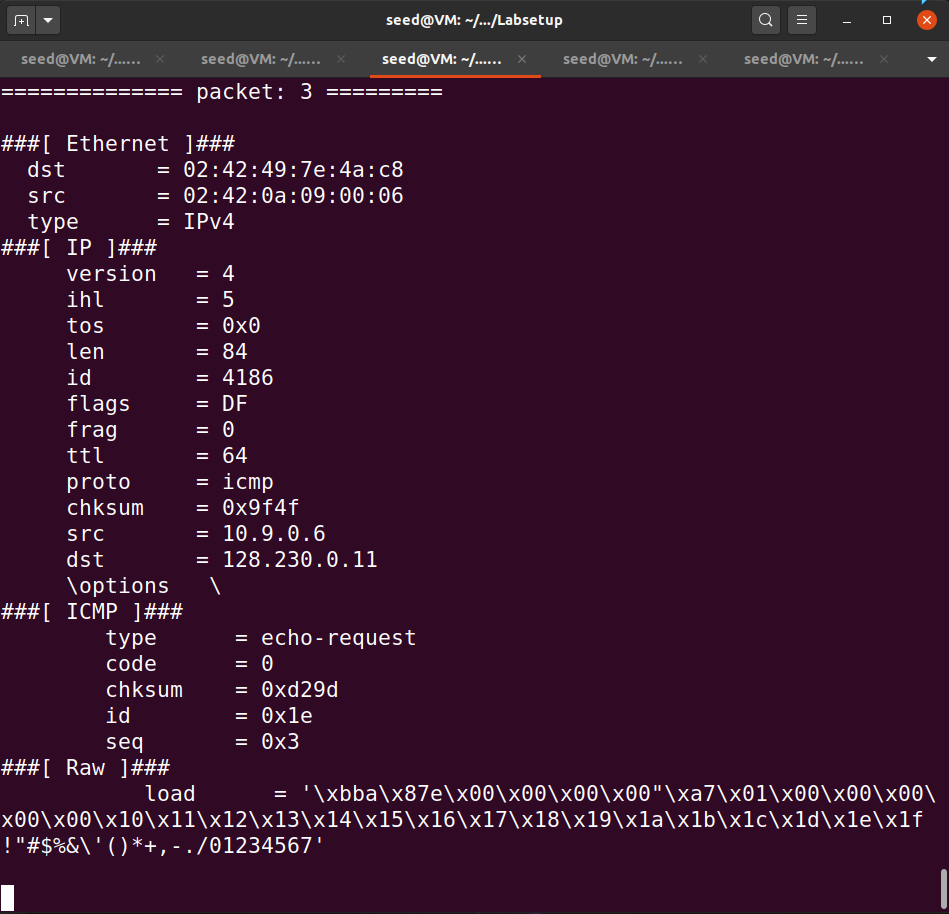 seed@VM: ~/.../Labsetup
seed@VM: ~/...... × seed@VM: ~/...... × seed@VM: ~/...... × seed@VM: ~/...... × seed@VM: ~/...... ×
============== packet: 3 =========
###[ Ethernet ]###
  dst       = 02:42:49:7e:4a:c8
  src       = 02:42:0a:09:00:06
  type      = IPv4
###[ IP ]###
     version   = 4
     ihl       = 5
     tos       = 0x0
     len       = 84
     id        = 4186
     flags     = DF
     frag      = 0
     ttl       = 64
     proto     = icmp
     chksum    = 0x9f4f
     src       = 10.9.0.6
     dst       = 128.230.0.11
     \options   \
###[ ICMP ]###
        type      = echo-request
        code      = 0
        chksum    = 0xd29d
        id        = 0x1e
        seq       = 0x3
###[ Raw ]###
           load      = '\xbba\x87e\x00\x00\x00\x00"\xa7\x01\x00\x00\x00\
x00\x00\x10\x11\x12\x13\x14\x15\x16\x17\x18\x19\x1a\x1b\x1c\x1d\x1e\x1f
!"#$%&\'()*+,-./01234567'